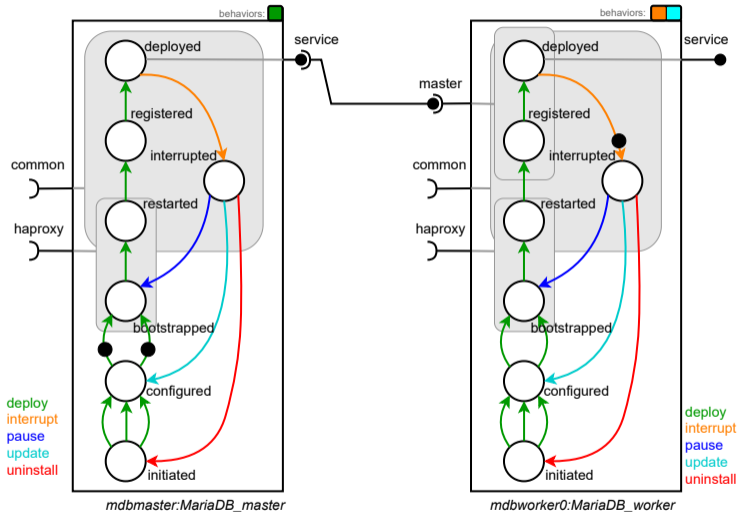 behaviors:
service
deployed
registered
interrupted
common
restarted
haproxy
bootstrapped
configured
deploy
interrupt
pause
update
uninstall
initiated
mdbmaster:MariaDB_master
behaviors:
service
deployed
master
registered
interrupted
common
restarted
haproxy
bootstrapped
configured
deploy
interrupt
pause
update
uninstall
initiated
mdbworker0:MariaDB_worker